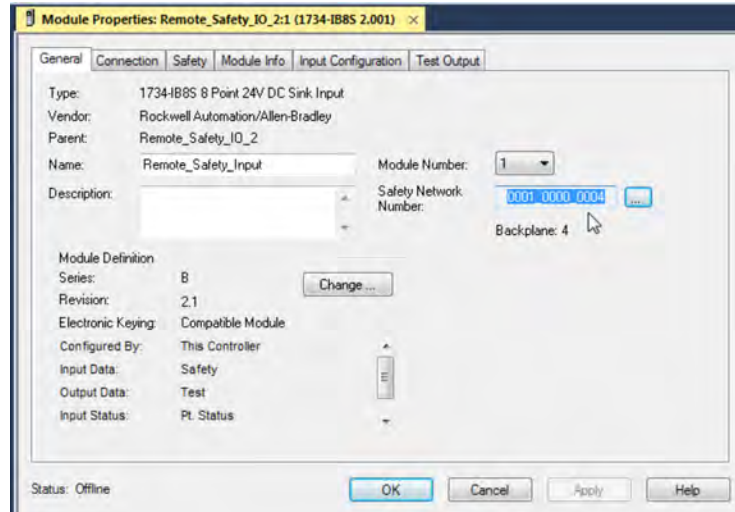 Module Properties: Remote_Safety_IO_2:1 (1734-IB8S 2.001) ×
General Connection Safety Module Info Input Configuration Test Output
Type: 1734-IB8S 8 Point 24V DC Sink Input
Vendor: Rockwell Automation/Allen-Bradley
Parent: Remote_Safety_IO_2
Name: Remote_Safety_Input Module Number: 1
Description: Safety Network Number: 0001_0000_0004 ...
Backplane: 4
Module Definition
Series: B Change ...
Revision: 2.1
Electronic Keying: Compatible Module
Configured By: This Controller
Input Data: Safety
Output Data: Test
Input Status: Pt. Status
Status: Offline OK Cancel Apply Help